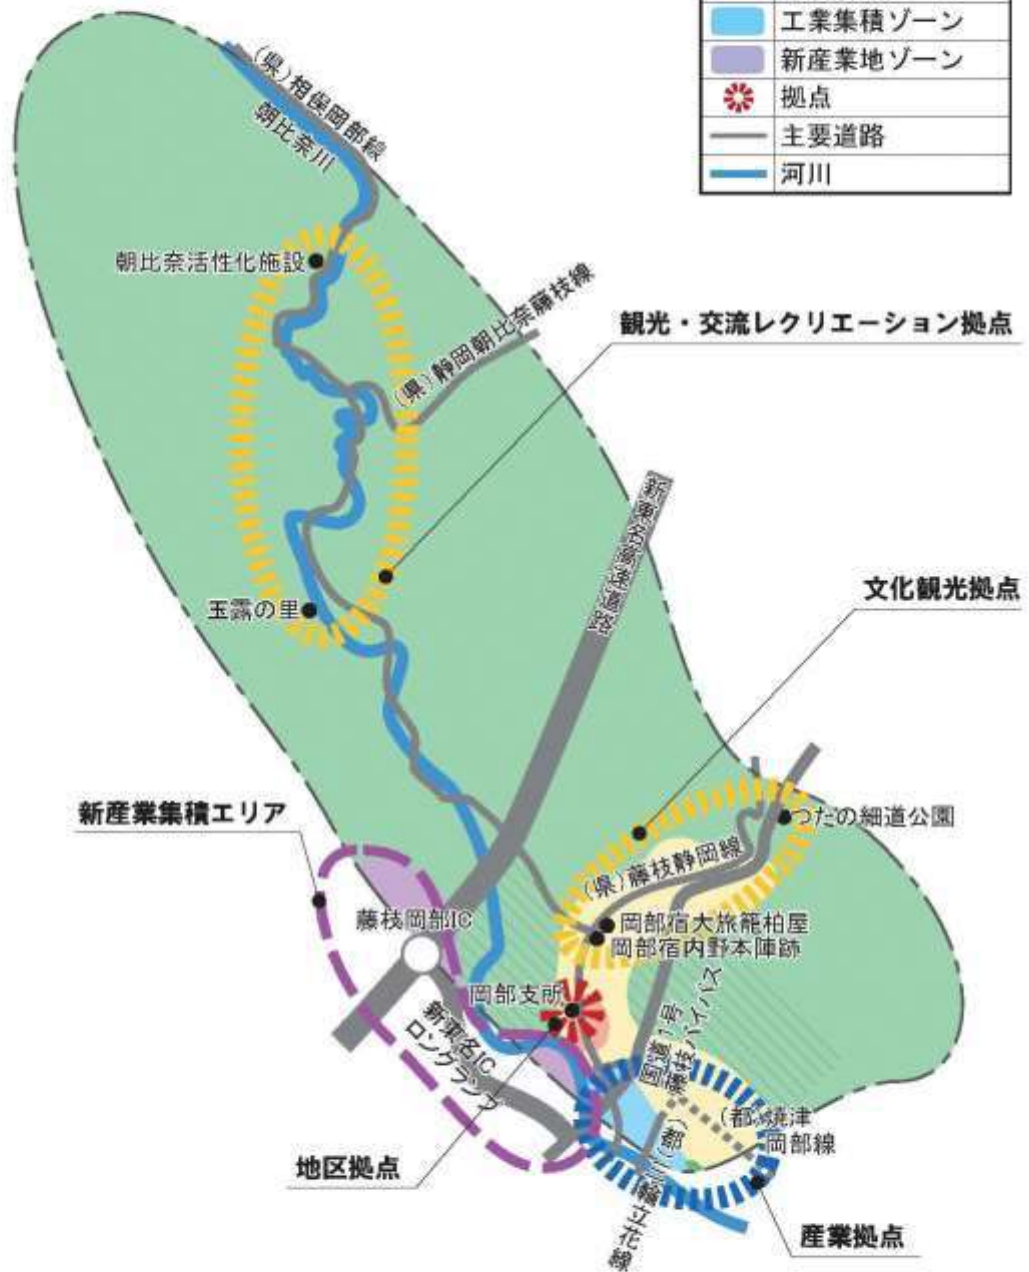 工業集積ゾーン
新産業地ゾーン
拠点
主要道路
河川
(県)相俣岡部線
朝比奈川
朝比奈活性化施設
(県)静岡朝比奈藤枝線
観光・交流レクリエーション拠点
新東名高速道路
玉露の里
文化観光拠点
新産業集積エリア
つたの細道公園
(県)藤枝静岡線
藤枝岡部IC
岡部宿大旅籠柏屋
岡部宿内野本陣跡
岡部支所
新東名IC
ロングランプ
国道1号
藤枝バイパス
(都)焼津
岡部線
地区拠点
産業拠点